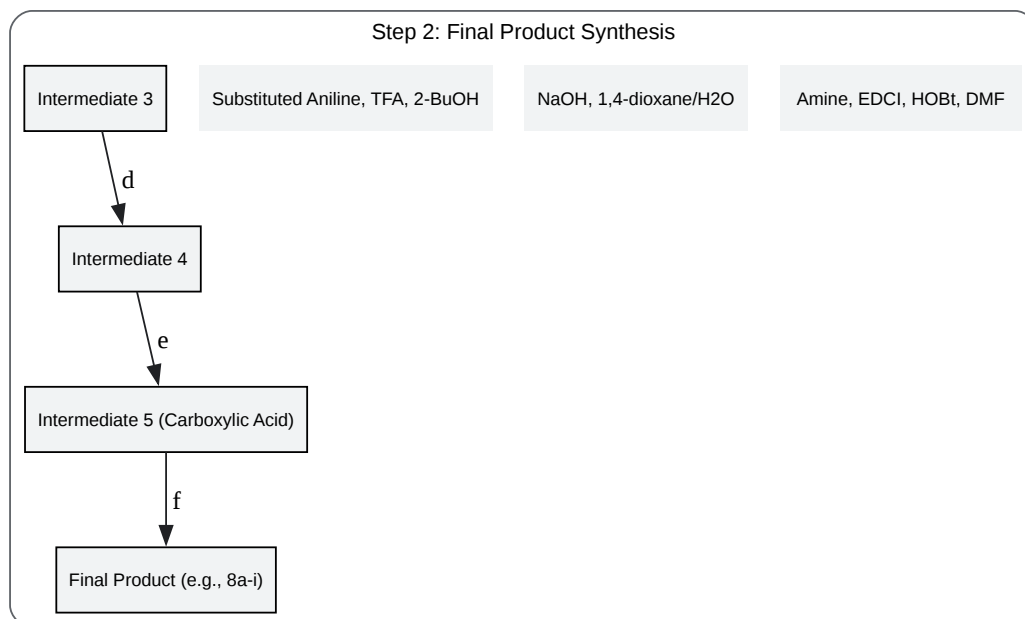 Step 2: Final Product Synthesis
Intermediate 3
Substituted Aniline, TFA, 2-BuOH
NaOH, 1,4-dioxane/H2O
Amine, EDCI, HOBt, DMF
d
Intermediate 4
e
Intermediate 5 (Carboxylic Acid)
f
Final Product (e.g., 8a-i)